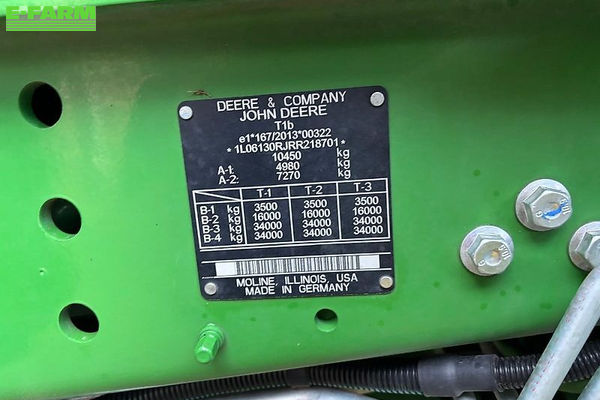 E-FARM
DEERE & COMPANY
JOHN DEERE
T1b
e1*167/2013*00322
*1L06130RJRR218701*
10450 kg
A-1: 4980 kg
A-2: 7270 kg
T-1 T-2 T-3
B-1 kg 3500 3500 3500
B-2 kg 16000 16000 16000
B-3 kg 34000 34000 34000
B-4 kg 34000 34000 34000
MOLINE, ILLINOIS, USA
MADE IN GERMANY